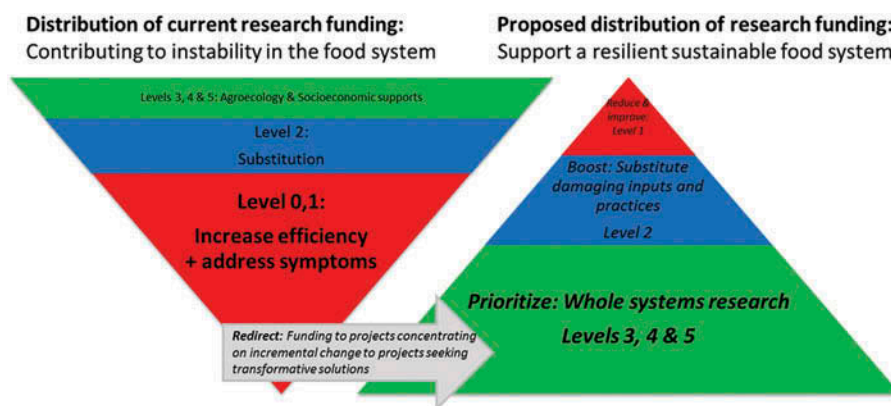 Distribution of current research funding:
Contributing to instability in the food system
Proposed distribution of research funding:
Support a resilient sustainable food system
Levels 3, 4 & 5: Agroecology & Socioeconomic supports
Level 2:
Substitution
Level 0,1:
Increase efficiency
+ address symptoms
Redirect: Funding to projects concentrating
on incremental change to projects seeking
transformative solutions
Reduce &
improve:
Level 1
Boost: Substitute
damaging inputs and
practices
Level 2
Prioritize: Whole systems research
Levels 3, 4 & 5